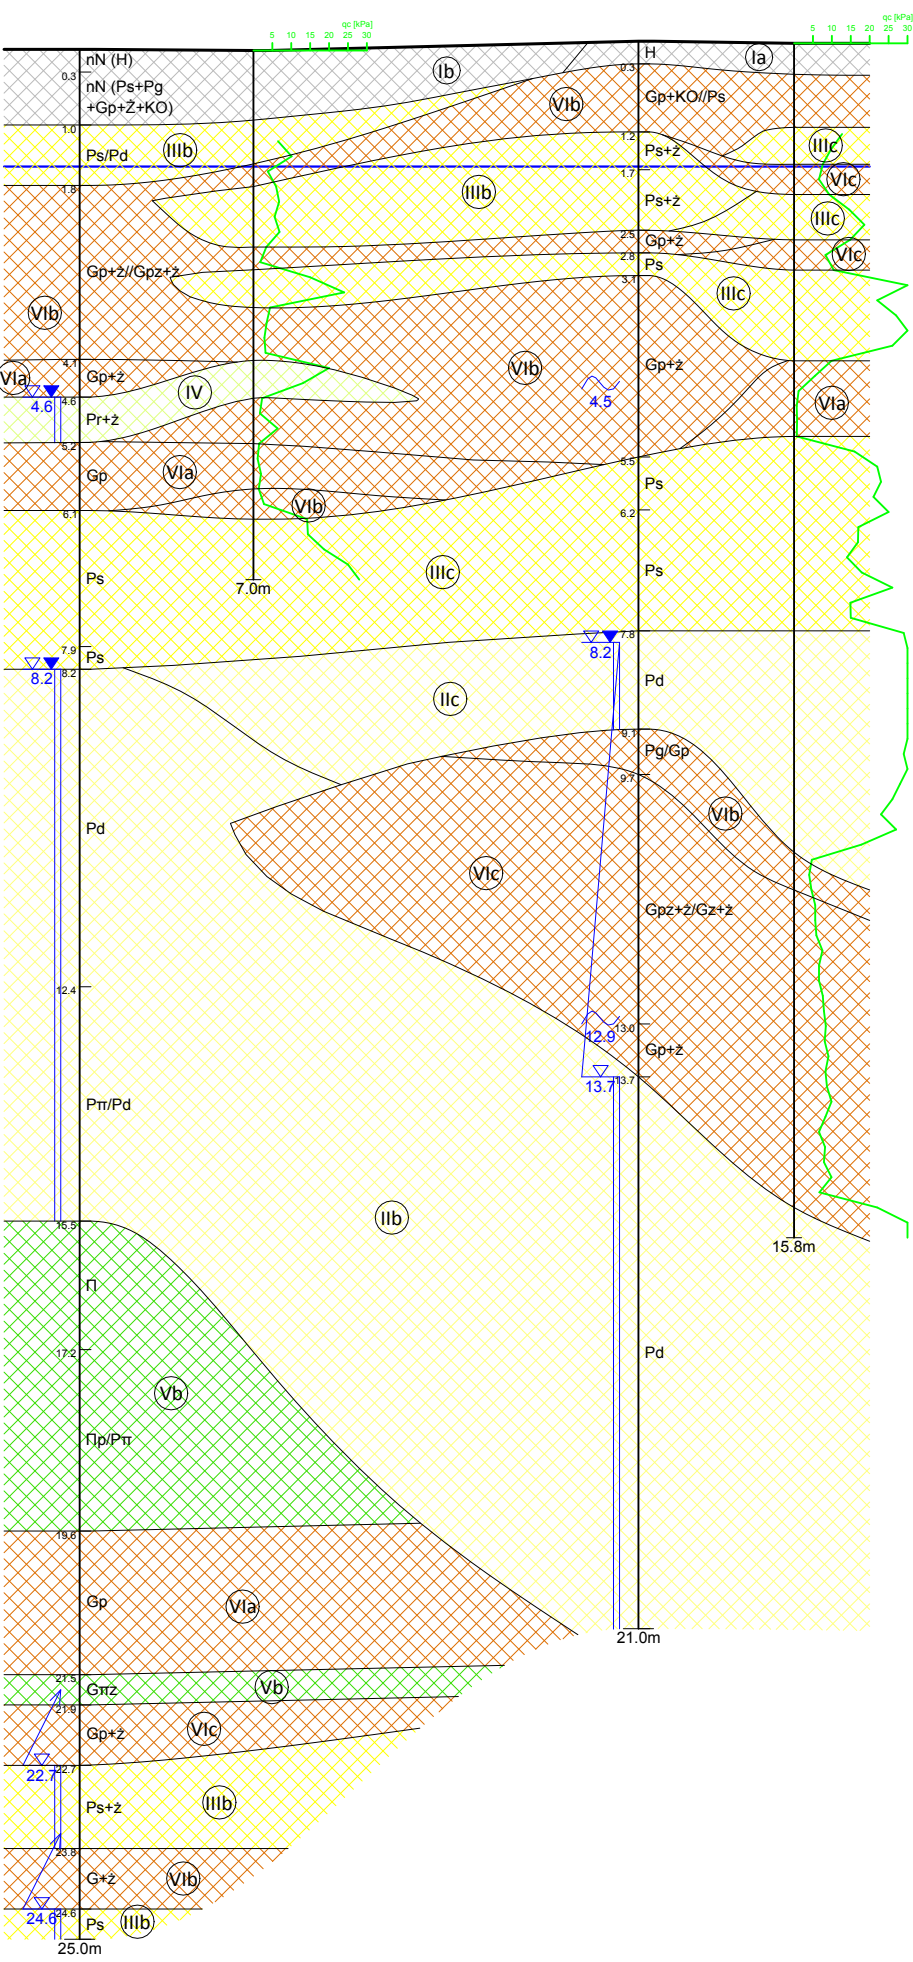 qc [kPa]
5 10 15 20 25 30
qc [kPa]
5 10 15 20 25 30
nN (H)
0.3
nN (Ps+Pg
+Gp+Ż+KO)
1.0
Ps/Pd
1.8
Gp+ż//Gpz+ż
4.1
Gp+ż
4.6
4.6
Pr+ż
5.2
Gp
6.1
Ps
7.9
Ps
8.2
8.2
Pd
12.4
Pπ/Pd
15.5
Π
17.2
Πp/Pπ
19.6
Gp
21.5
Gπz
21.9
Gp+ż
22.7
22.7
Ps+ż
23.8
G+ż
24.6
24.6
Ps
25.0m
7.0m
H
0.3
Gp+KO//Ps
1.2
Ps+ż
1.7
Ps+ż
2.5
Gp+ż
2.8
Ps
3.1
Gp+ż
4.5
5.5
Ps
6.2
Ps
7.8
8.2
Pd
9.1
Pg/Gp
9.7
Gpz+ż/Gz+ż
13.0
12.9
Gp+ż
13.7
13.7
Pd
21.0m
15.8m
Ia
Ib
VIb
IIIb
IIIc
VIc
IIIb
IIIc
VIc
IIIc
VIb
VIb
VIa
IV
VIa
VIa
VIb
IIIc
IIc
VIb
VIc
IIb
Vb
VIa
Vb
VIc
IIIb
VIb
IIIb